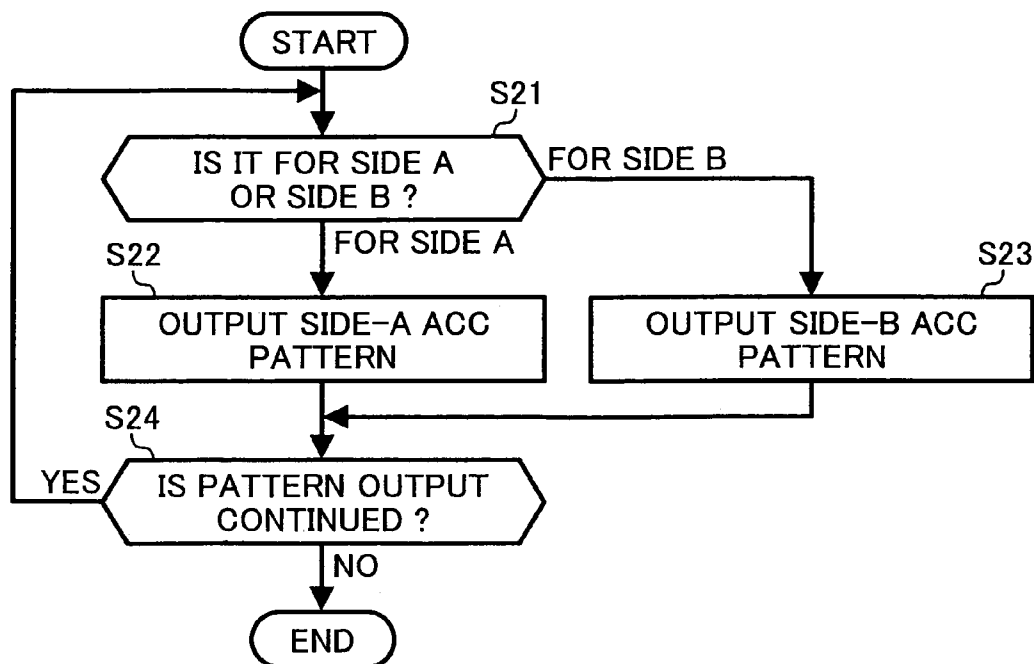 START
S21
IS IT FOR SIDE A
OR SIDE B ?
FOR SIDE B
FOR SIDE A
S22
OUTPUT SIDE-A ACC
PATTERN
S23
OUTPUT SIDE-B ACC
PATTERN
S24
YES
IS PATTERN OUTPUT
CONTINUED ?
NO
END